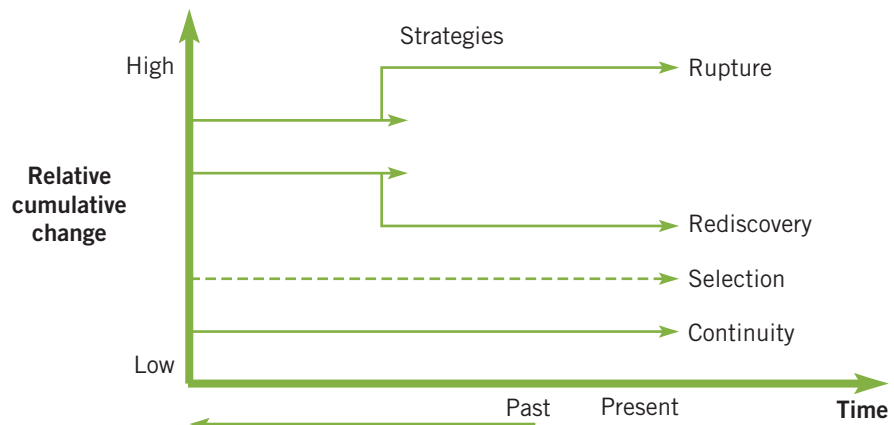 Strategies
High
Rupture
Relative
cumulative
change
Rediscovery
Selection
Continuity
Low
Past
Present
Time